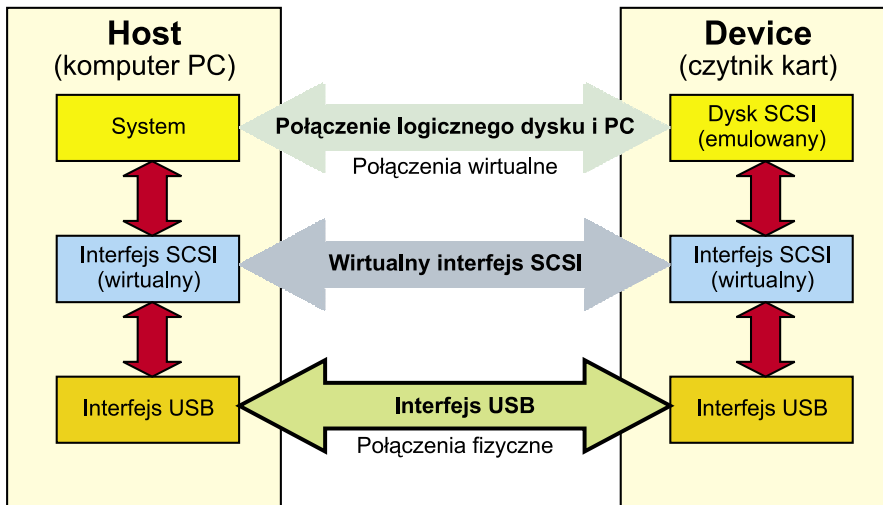 Host
(komputer PC)
System
Interfejs SCSI
(wirtualny)
Interfejs USB
Połączenie logicznego dysku i PC
Połączenia wirtualne
Wirtualny interfejs SCSI
Interfejs USB
Połączenia fizyczne
Device
(czytnik kart)
Dysk SCSI
(emulowany)
Interfejs SCSI
(wirtualny)
Interfejs USB